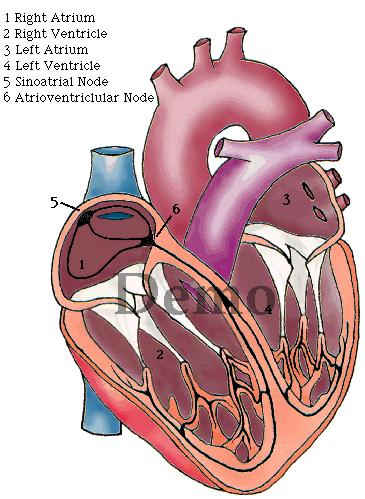 1 Right Atrium
2 Right Ventricle
3 Left Atrium
4 Left Ventricle
5 Sinoatrial Node
6 Atrioventriclular Node
5
6
3
1
Demo
4
2